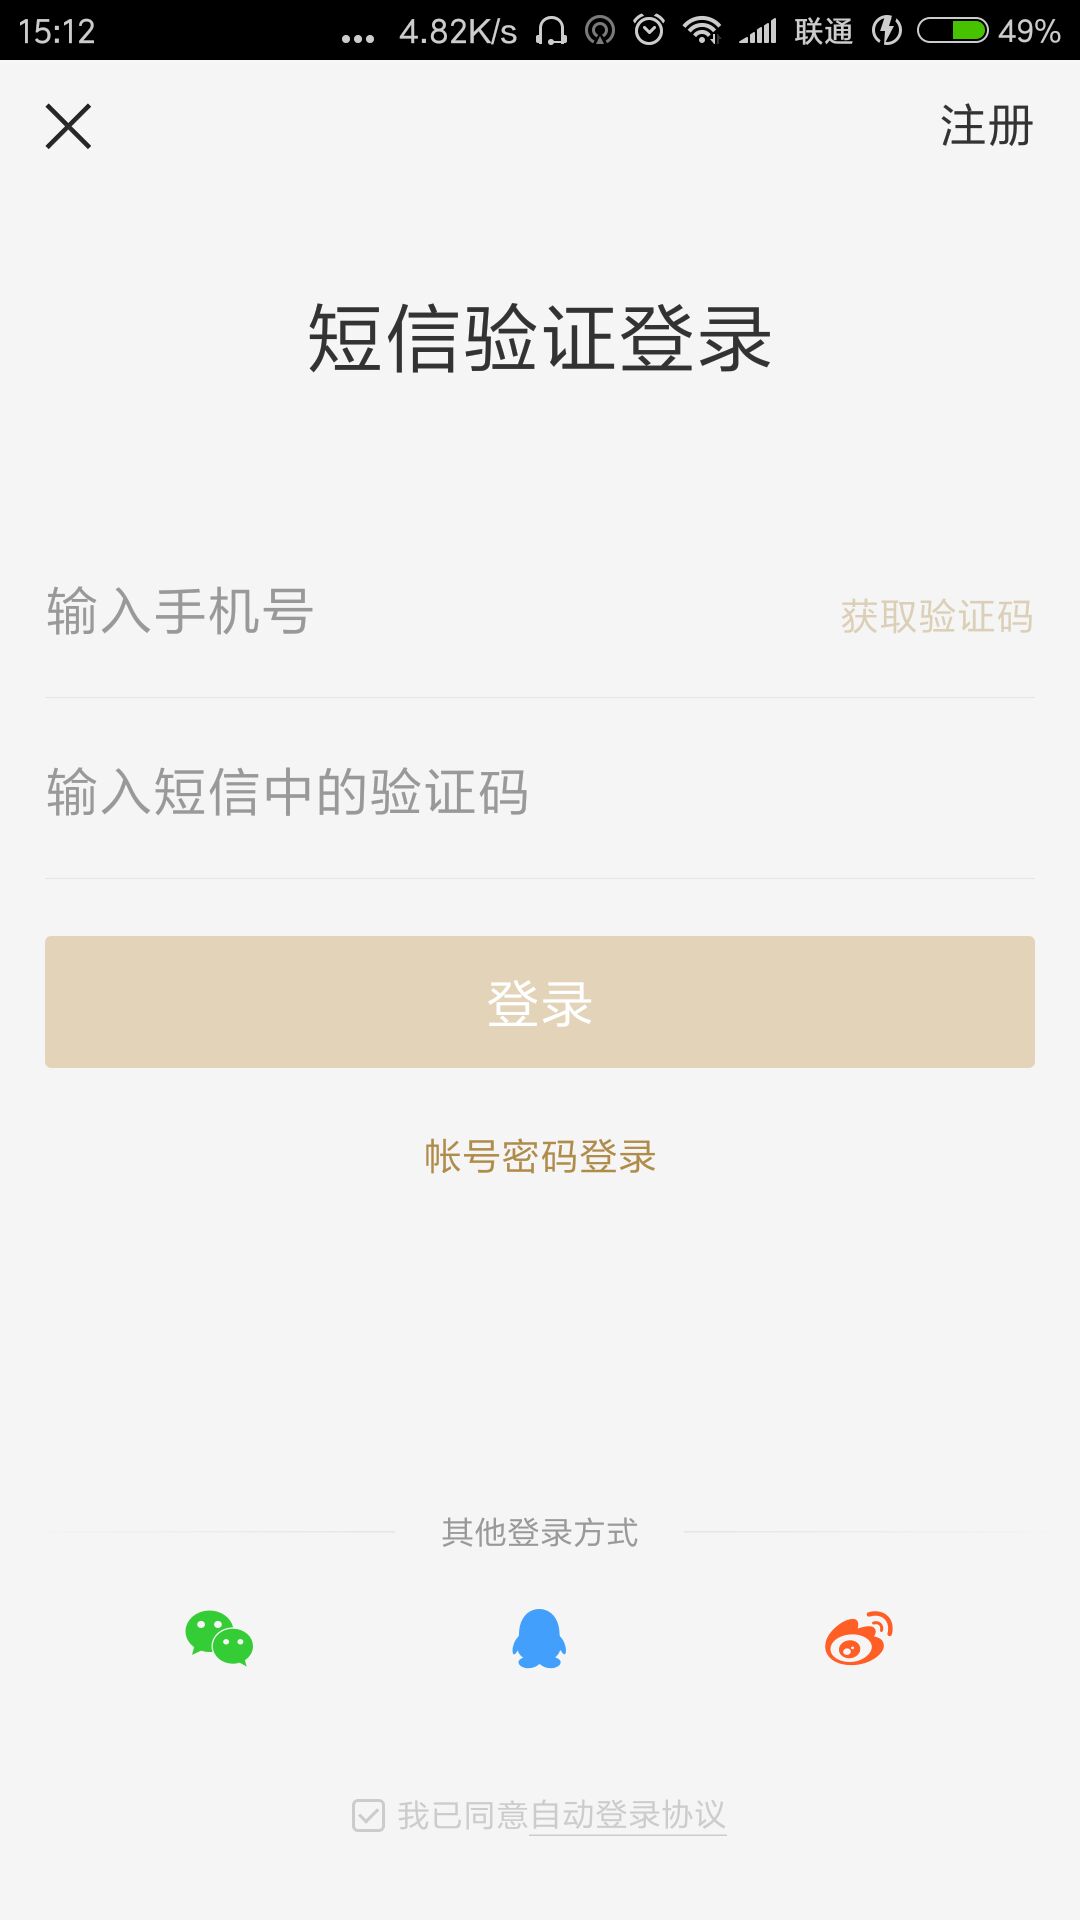 15:12 ... 4.82K/s 联通 49%
注册
短信验证登录
输入手机号 获取验证码
输入短信中的验证码
登录
帐号密码登录
其他登录方式
我已同意自动登录协议